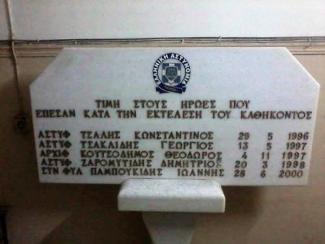 ΕΛΛΗΝΙΚΗ ΑΣΤΥΝΟΜΙΑ
ΤΙΜΗ ΣΤΟΥΣ ΗΡΩΕΣ ΠΟΥ
ΕΠΕΣΑΝ ΚΑΤΑ ΤΗΝ ΕΚΤΕΛΕΣΗ ΤΟΥ ΚΑΘΗΚΟΝΤΟΣ
ΑΣΤΥΦ ΤΣΑΛΗΣ ΚΩΝΣΤΑΝΤΙΝΟΣ 29 5 1996
ΑΣΤΥΦ ΤΣΑΚΛΙΔΗΣ ΓΕΩΡΓΙΟΣ 13 5 1997
ΑΡΧΙΦ ΚΟΥΤΣΟΔΗΜΟΣ ΘΕΟΔΩΡΟΣ 4 11 1997
ΑΣΤΥΦ ΖΑΡΟΜΥΤΙΔΗΣ ΔΗΜΗΤΡΙΟΣ 20 3 1998
ΣΥΝ ΦΥΛ ΠΑΜΠΟΥΚΙΔΗΣ ΙΩΑΝΝΗΣ 28 6 2000